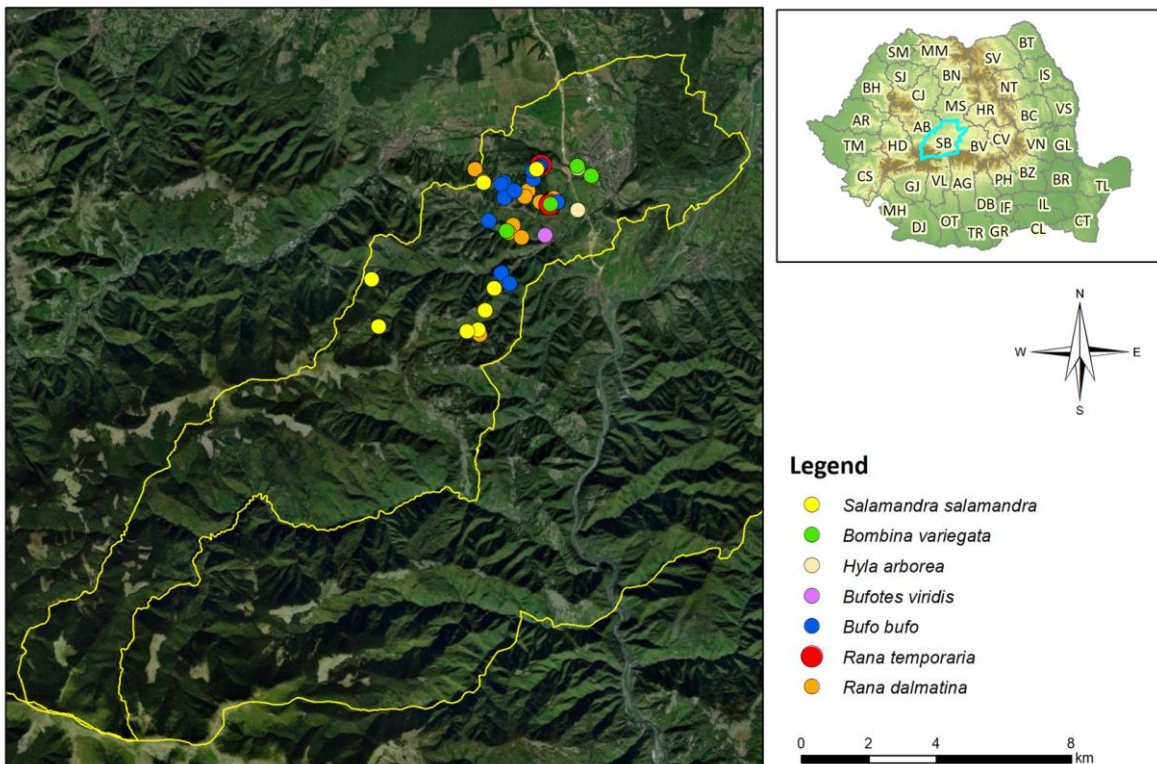 BT
SM MM
SV
SJ BN IS
BH NT
CJ
MS HR VS
AR BC
AB
TM HD SB BV CV VN GL
CS
GJ VL AG PH BZ BR TL
MH DB IF IL
DJ OT CT
TR GR CL
N
W E
S
Legend
Salamandra salamandra
Bombina variegata
Hyla arborea
Bufotes viridis
Bufo bufo
Rana temporaria
Rana dalmatina
0 2 4 8
km